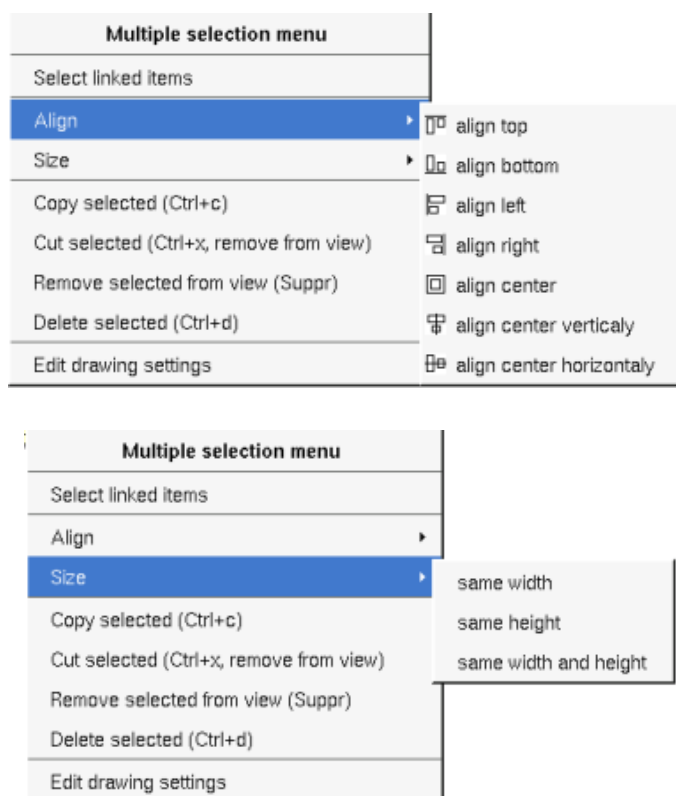 Multiple selection menu
Select linked items
Align
Size
Copy selected (Ctrl+c)
Cut selected (Ctrl+x, remove from view)
Remove selected from view (Suppr)
Delete selected (Ctrl+d)
Edit drawing settings
align top
align bottom
align left
align right
align center
align center verticaly
align center horizontaly
Multiple selection menu
Select linked items
Align
Size
Copy selected (Ctrl+c)
Cut selected (Ctrl+x, remove from view)
Remove selected from view (Suppr)
Delete selected (Ctrl+d)
Edit drawing settings
same width
same height
same width and height